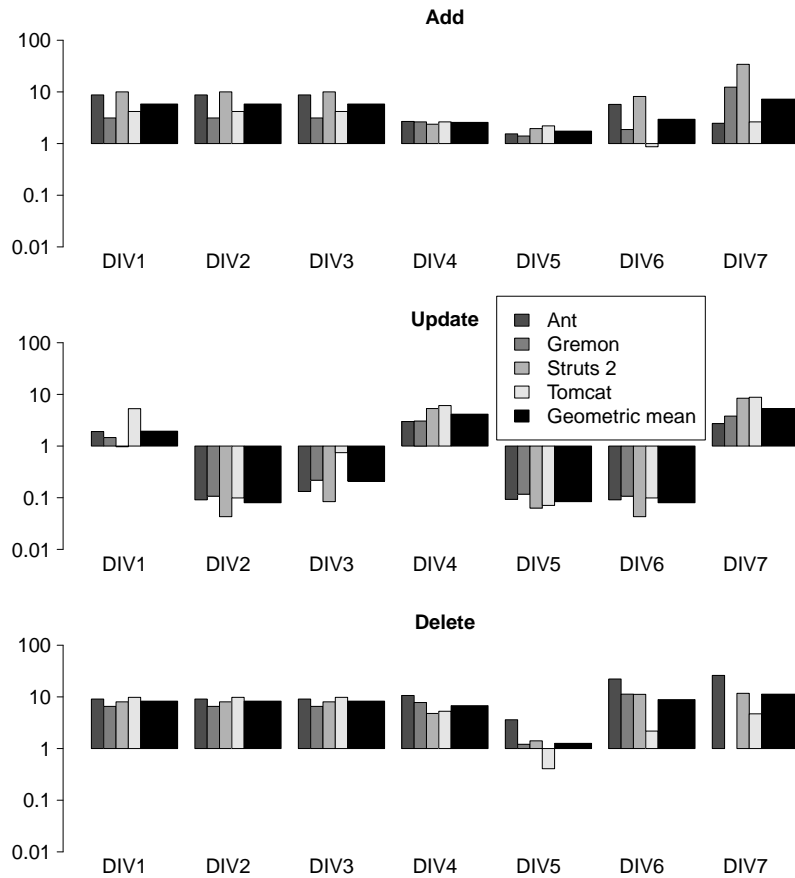 Add
100
10
1
0.1
0.01
DIV1 DIV2 DIV3 DIV4 DIV5 DIV6 DIV7
Update
100
10
1
0.1
0.01
Ant
Gremon
Struts 2
Tomcat
Geometric mean
DIV1 DIV2 DIV3 DIV4 DIV5 DIV6 DIV7
Delete
100
10
1
0.1
0.01
DIV1 DIV2 DIV3 DIV4 DIV5 DIV6 DIV7